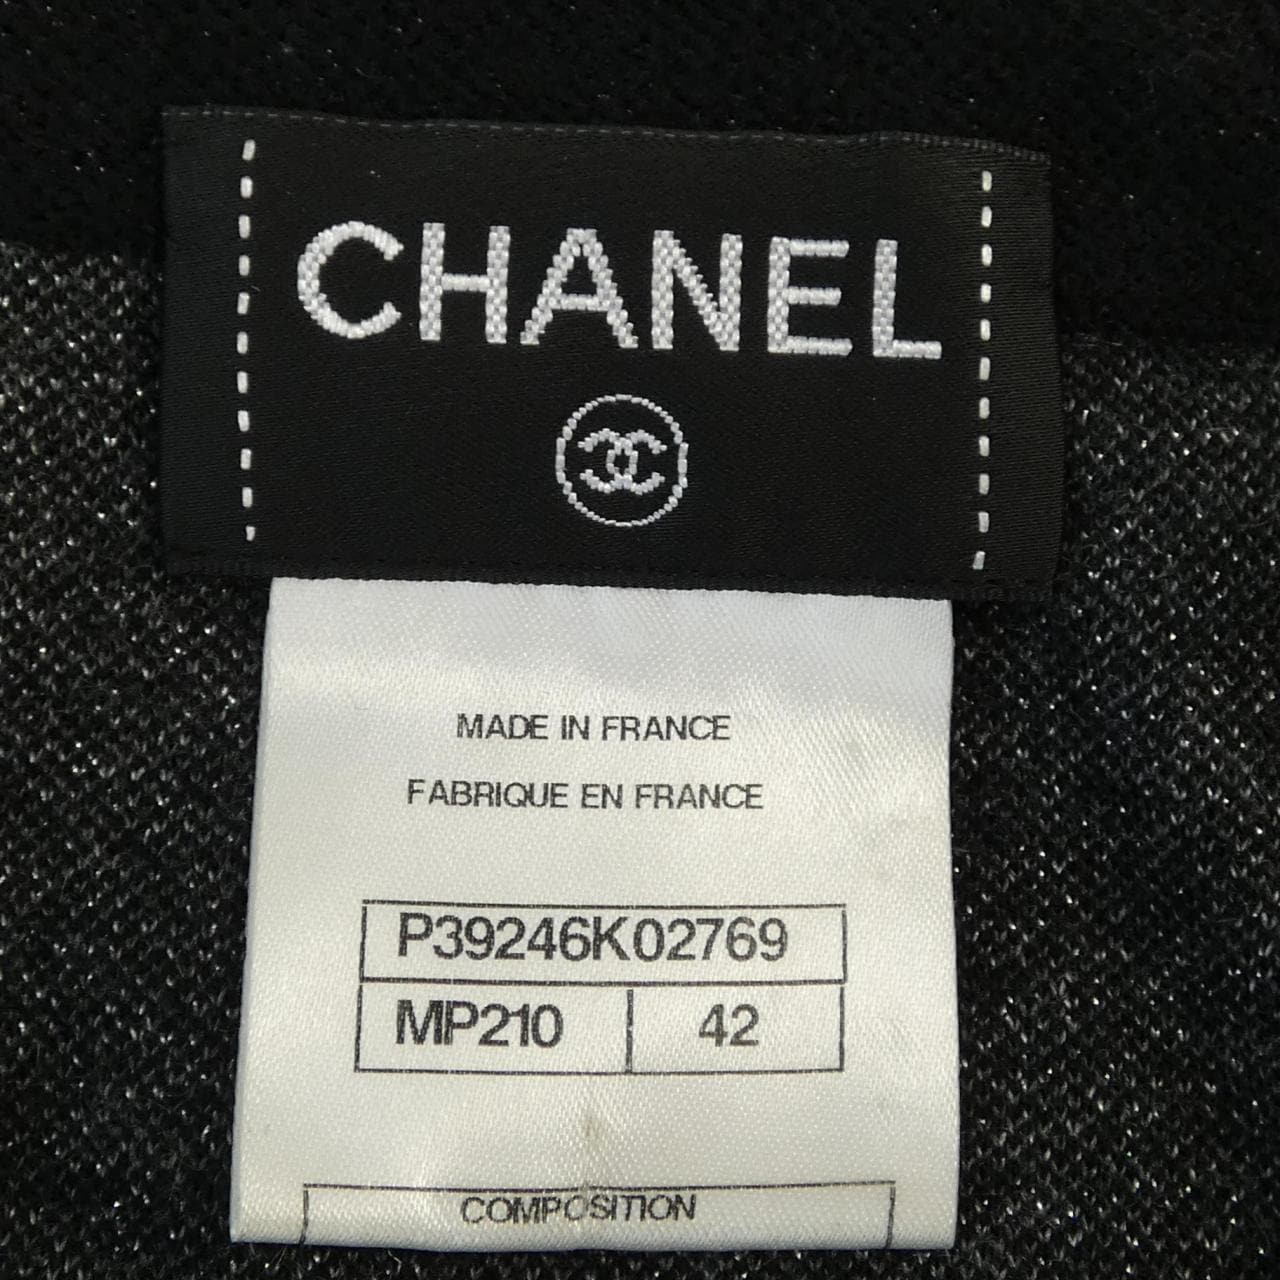 CHANEL
MADE IN FRANCE
FABRIQUE EN FRANCE
P39246K02769
MP210 42
COMPOSITION